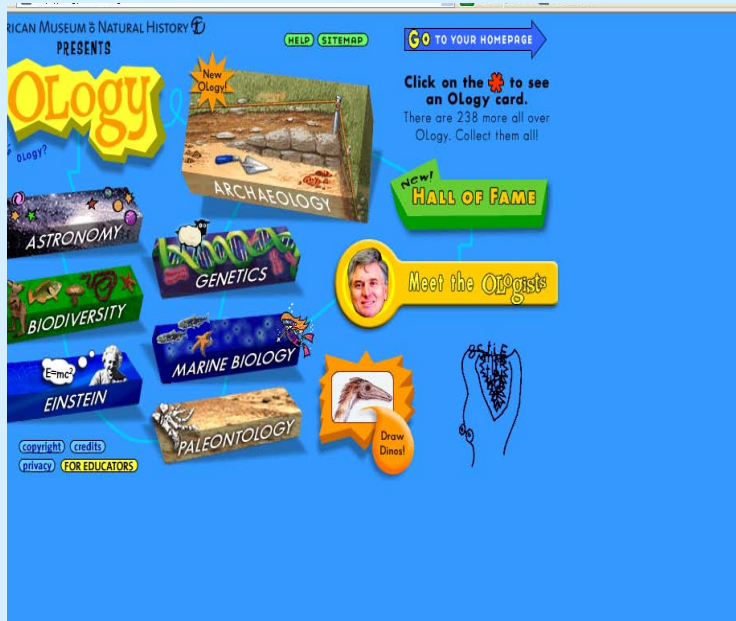 RICAN MUSEUM & NATURAL HISTORY
PRESENTS
OLogy
OLogy?
HELP
SITEMAP
GO TO YOUR HOMEPAGE
Click on the to see
an OLogy card.
There are 238 more all over
OLogy. Collect them all!
New
OLogy!
ARCHAEOLOGY
New!
HALL OF FAME
ASTRONOMY
GENETICS
Meet the OLogists
BIODIVERSITY
MARINE BIOLOGY
E=mc²
EINSTEIN
PALEONTOLOGY
Draw
Dinos!
copyright
credits
privacy
FOR EDUCATORS